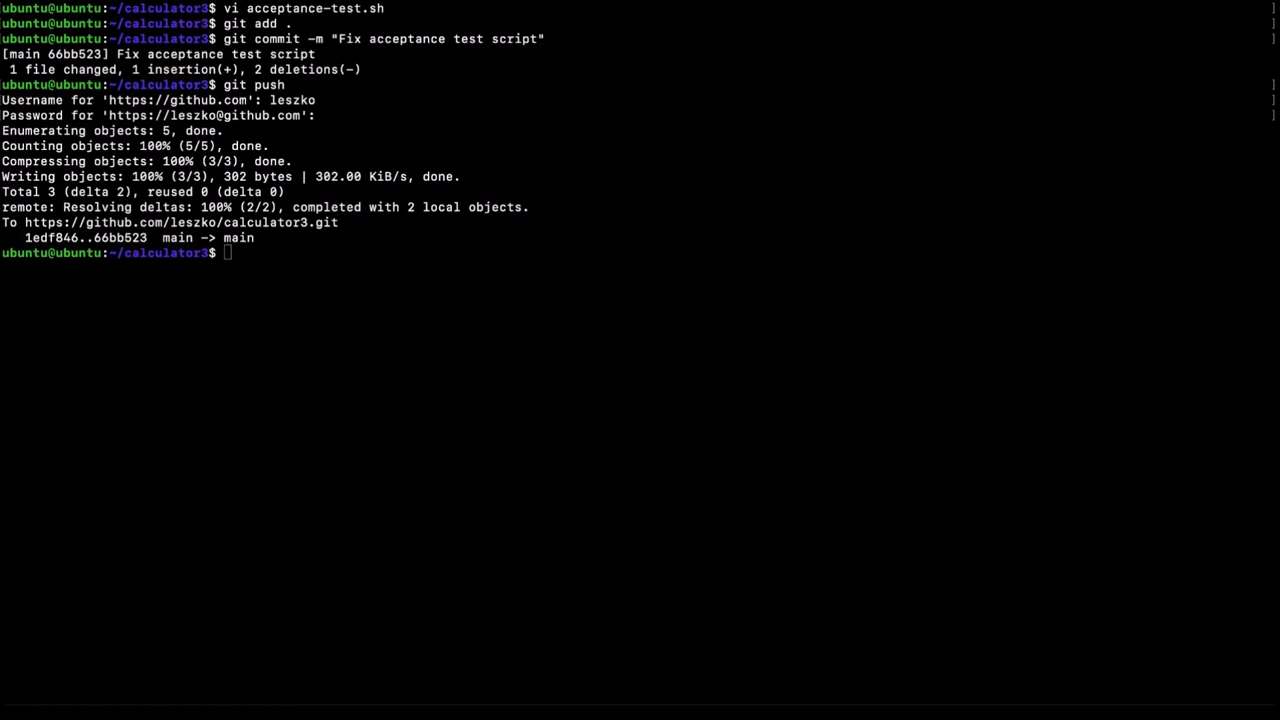 ubuntu@ubuntu:~/calculator3$ vi acceptance-test.sh
ubuntu@ubuntu:~/calculator3$ git add .
ubuntu@ubuntu:~/calculator3$ git commit -m "Fix acceptance test script"
[main 66bb523] Fix acceptance test script
 1 file changed, 1 insertion(+), 2 deletions(-)
ubuntu@ubuntu:~/calculator3$ git push
Username for 'https://github.com': leszko
Password for 'https://leszko@github.com':
Enumerating objects: 5, done.
Counting objects: 100% (5/5), done.
Compressing objects: 100% (3/3), done.
Writing objects: 100% (3/3), 302 bytes | 302.00 KiB/s, done.
Total 3 (delta 2), reused 0 (delta 0)
remote: Resolving deltas: 100% (2/2), completed with 2 local objects.
To https://github.com/leszko/calculator3.git
   1edf846..66bb523  main -> main
ubuntu@ubuntu:~/calculator3$